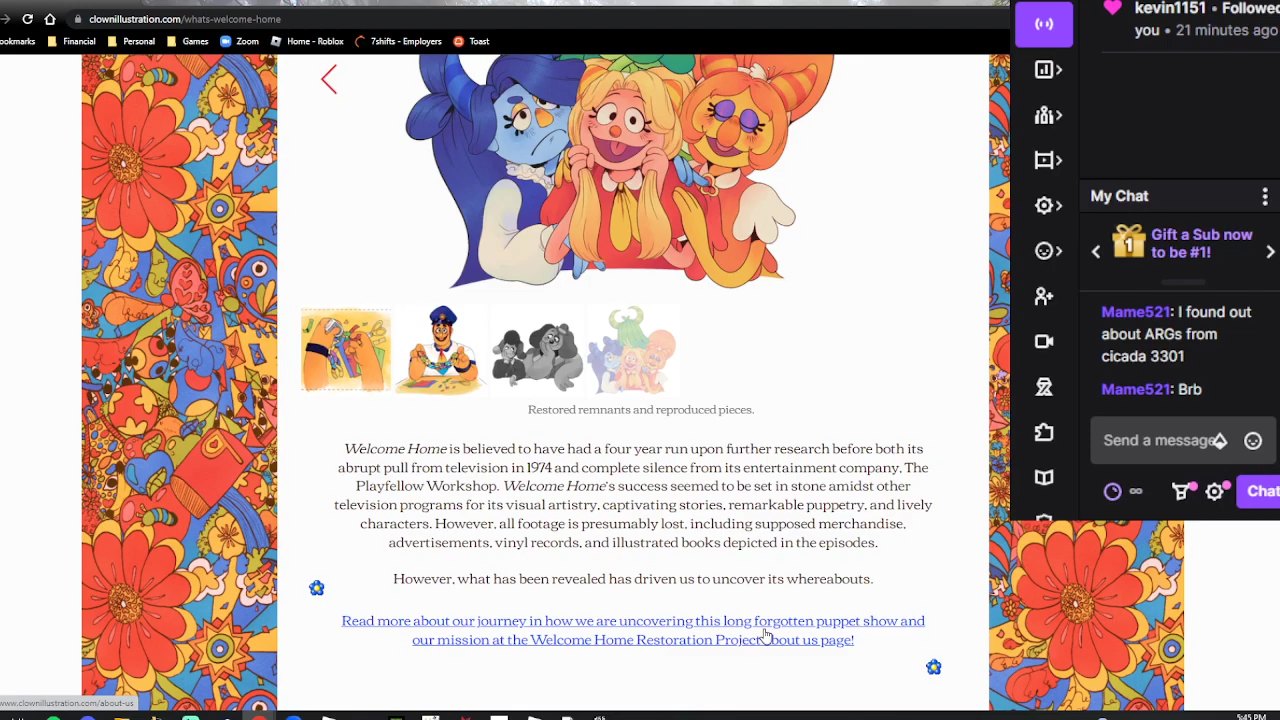 clownillustration.com/whats-welcome-home
ookmarks
Financial
Personal
Games
Zoom
Home - Roblox
7shifts - Employers
Toast
kevin1151 • Followed
you • 21 minutes ago
My Chat
1
Gift a Sub now
to be #1!
Mame521: I found out
about ARGs from
cicada 3301
Mame521: Brb
Send a message
Chat
Restored remnants and reproduced pieces.
Welcome Home is believed to have had a four year run upon further research before both its
abrupt pull from television in 1974 and complete silence from its entertainment company, The
Playfellow Workshop. Welcome Home's success seemed to be set in stone amidst other
television programs for its visual artistry, captivating stories, remarkable puppetry, and lively
characters. However, all footage is presumably lost, including supposed merchandise,
advertisements, vinyl records, and illustrated books depicted in the episodes.
However, what has been revealed has driven us to uncover its whereabouts.
Read more about our journey in how we are uncovering this long forgotten puppet show and
our mission at the Welcome Home Restoration Project about us page!
www.clownillustration.com/about-us
5:45 PM